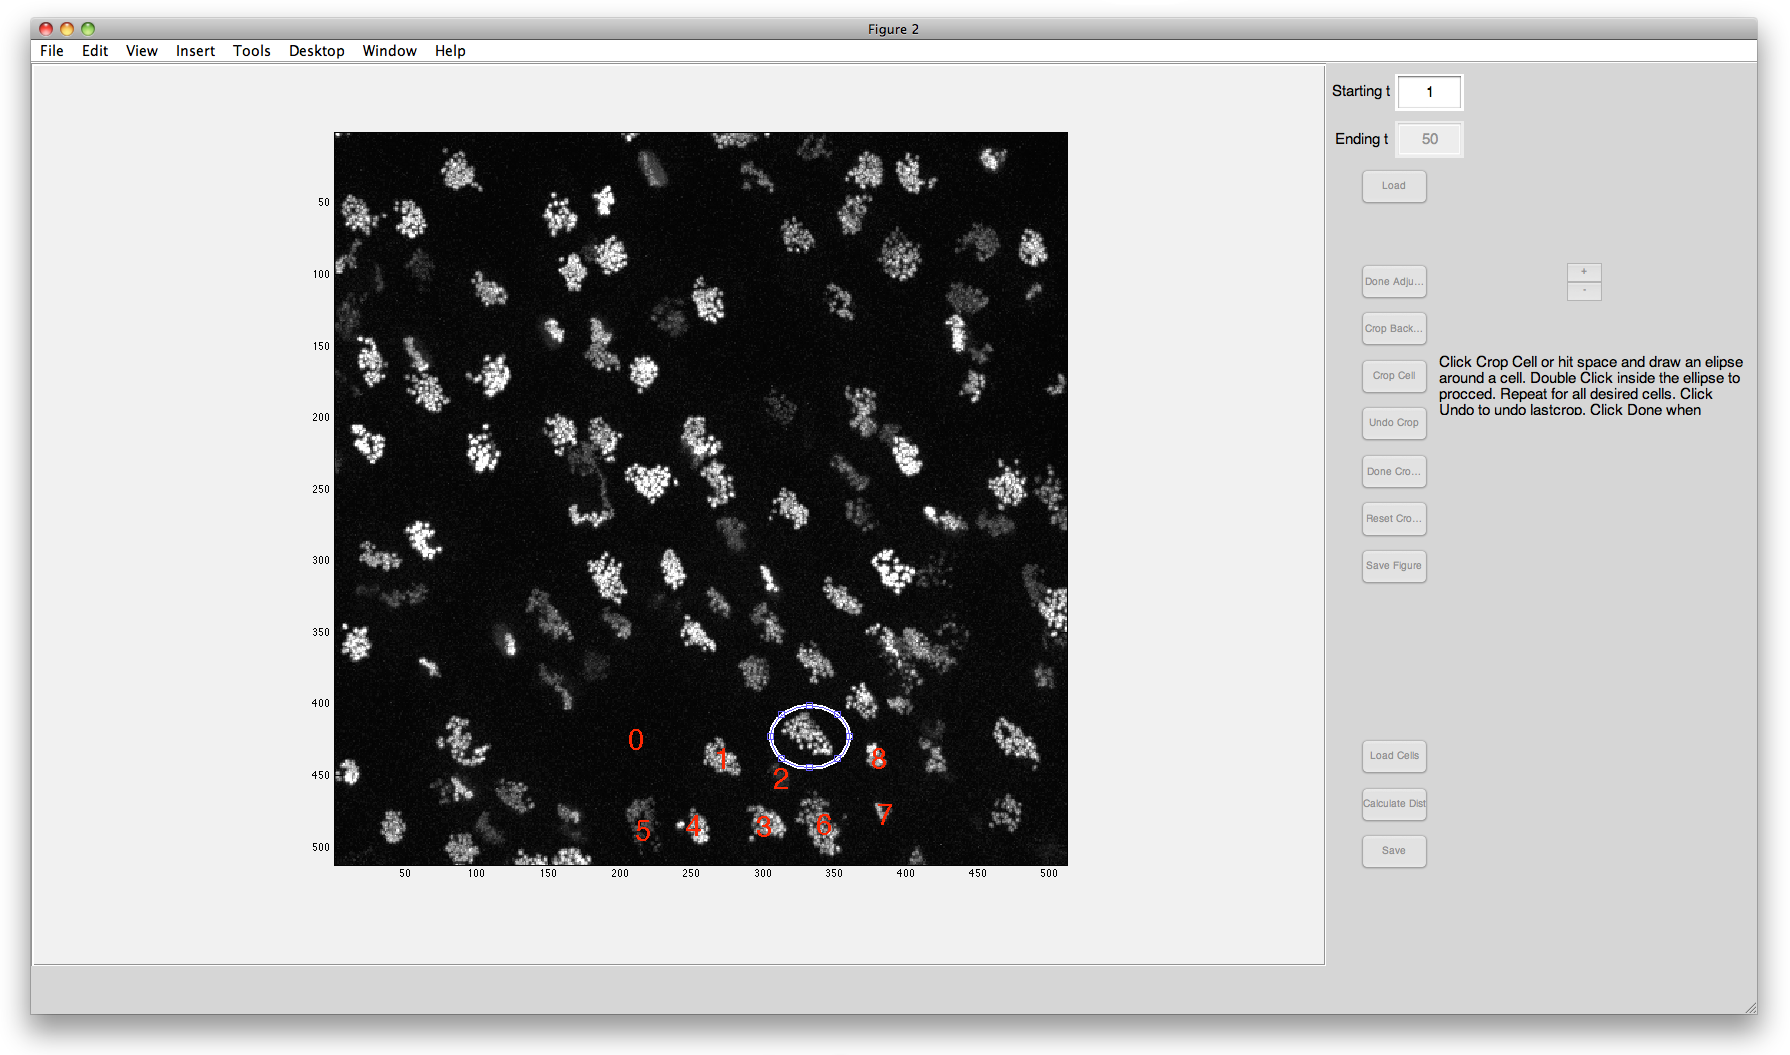 Figure 2
File Edit View Insert Tools Desktop Window Help
Starting t 1
Ending t 50
Load
+
-
Done Adju...
Crop Back...
Crop Cell
Click Crop Cell or hit space and draw an elipse
around a cell. Double Click inside the ellipse to
procced. Repeat for all desired cells. Click
Undo to undo lastcrop. Click Done when
Undo Crop
Done Cro...
Reset Cro...
Save Figure
Load Cells
Calculate Dist
Save
50
100
150
200
250
300
350
400
450
500
0
1
8
2
7
5
4
3
6
50 100 150 200 250 300 350 400 450 500